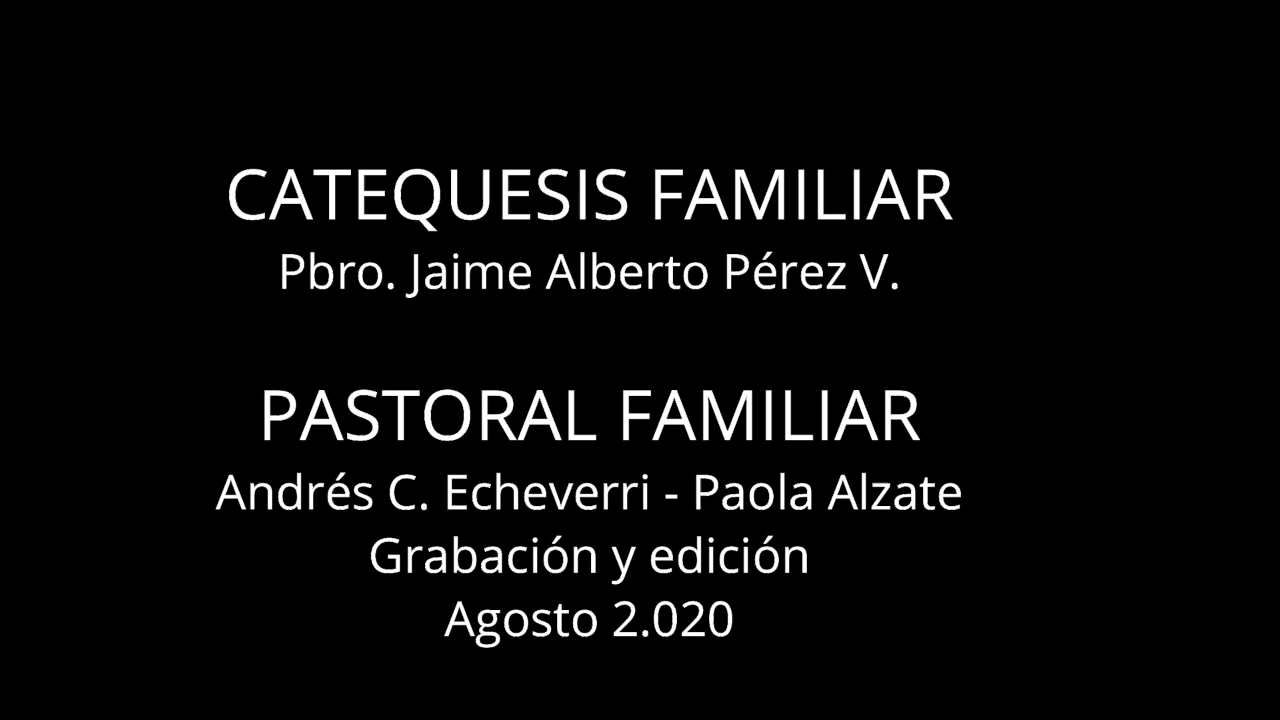 CATEQUESIS FAMILIAR
Pbro. Jaime Alberto Pérez V.
PASTORAL FAMILIAR
Andrés C. Echeverri - Paola Alzate
Grabación y edición
Agosto 2.020